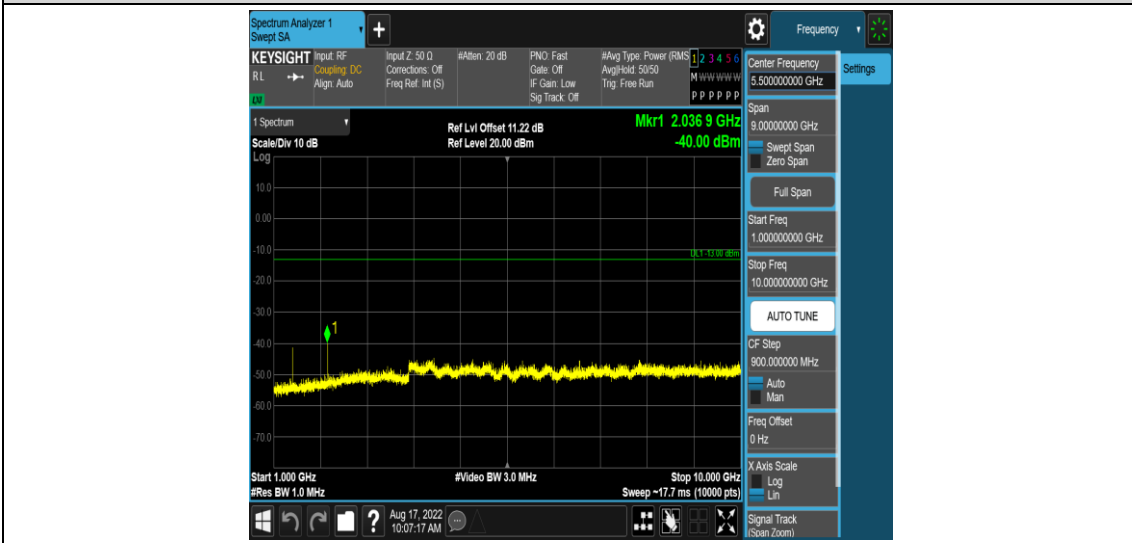 Spectrum Analyzer 1
Swept SA
+
Frequency
KEYSIGHT
RL
Input: RF
Coupling: DC
Align: Auto
Input Z: 50 Ω
Corrections: Off
Freq Ref: Int (S)
#Atten: 20 dB
PNO: Fast
Gate: Off
IF Gain: Low
Sig Track: Off
#Avg Type: Power (RMS
Avg|Hold: 50/50
Trig: Free Run
1 2 3 4 5 6
M W W W W W
P P P P P P
1 Spectrum
Scale/Div 10 dB
Log
Ref Lvl Offset 11.22 dB
Ref Level 20.00 dBm
Mkr1 2.036 9 GHz
-40.00 dBm
10.0
0.00
-10.0
DL1 -13.00 dBm
-20.0
-30.0
1
-40.0
-50.0
-60.0
-70.0
Start 1.000 GHz
#Res BW 1.0 MHz
#Video BW 3.0 MHz
Stop 10.000 GHz
Sweep ~17.7 ms (10000 pts)
?
Aug 17, 2022
10:07:17 AM
Center Frequency
5.500000000 GHz
Settings
Span
9.00000000 GHz
Swept Span
Zero Span
Full Span
Start Freq
1.000000000 GHz
Stop Freq
10.000000000 GHz
AUTO TUNE
CF Step
900.000000 MHz
Auto
Man
Freq Offset
0 Hz
X Axis Scale
Log
Lin
Signal Track
(Span Zoom)